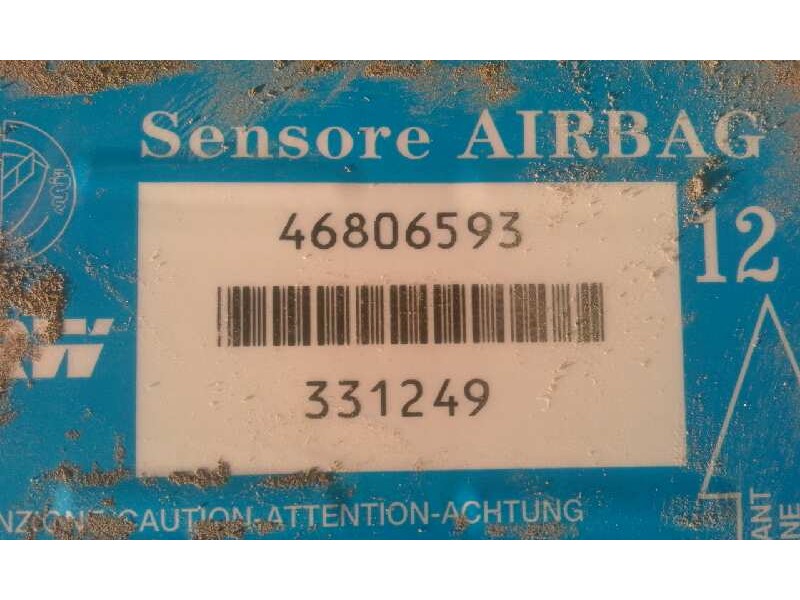 Sensore AIRBAG
46806593
12
331249
CAUTION-ATTENTION-ACHTUNG